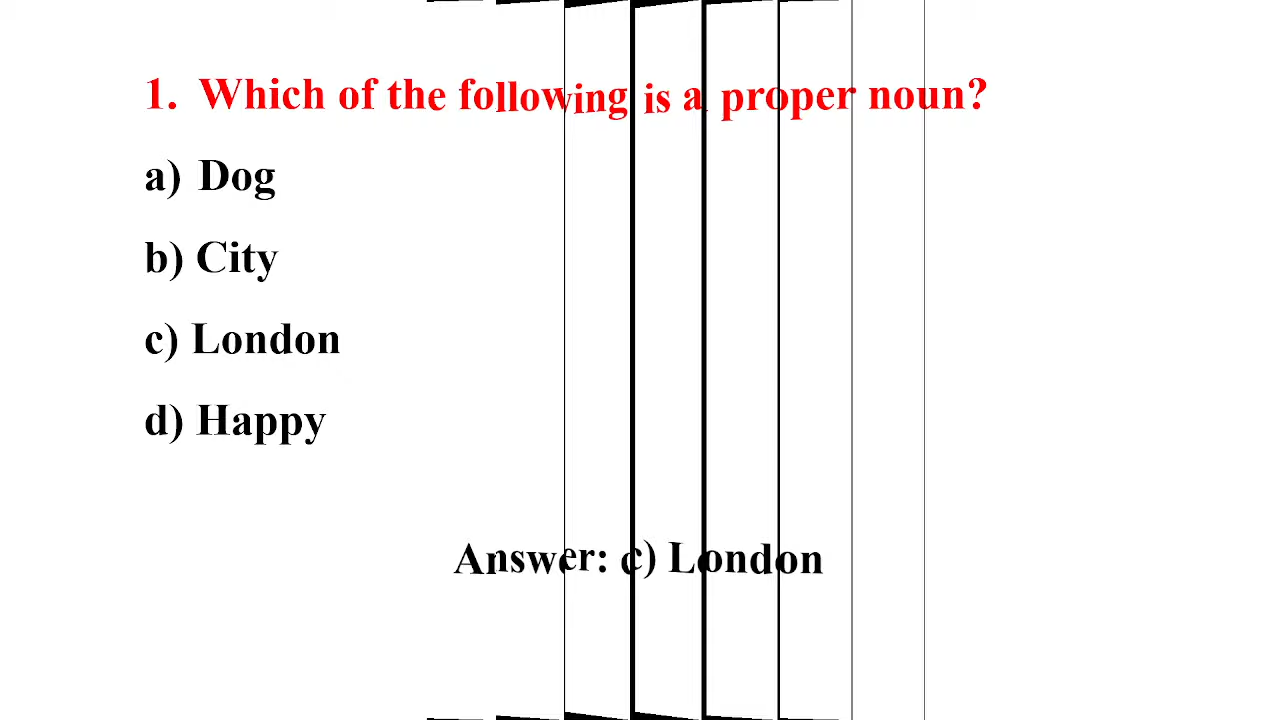 1. Which of the following is a proper noun?
a) Dog
b) City
c) London
d) Happy
Answer: c) London